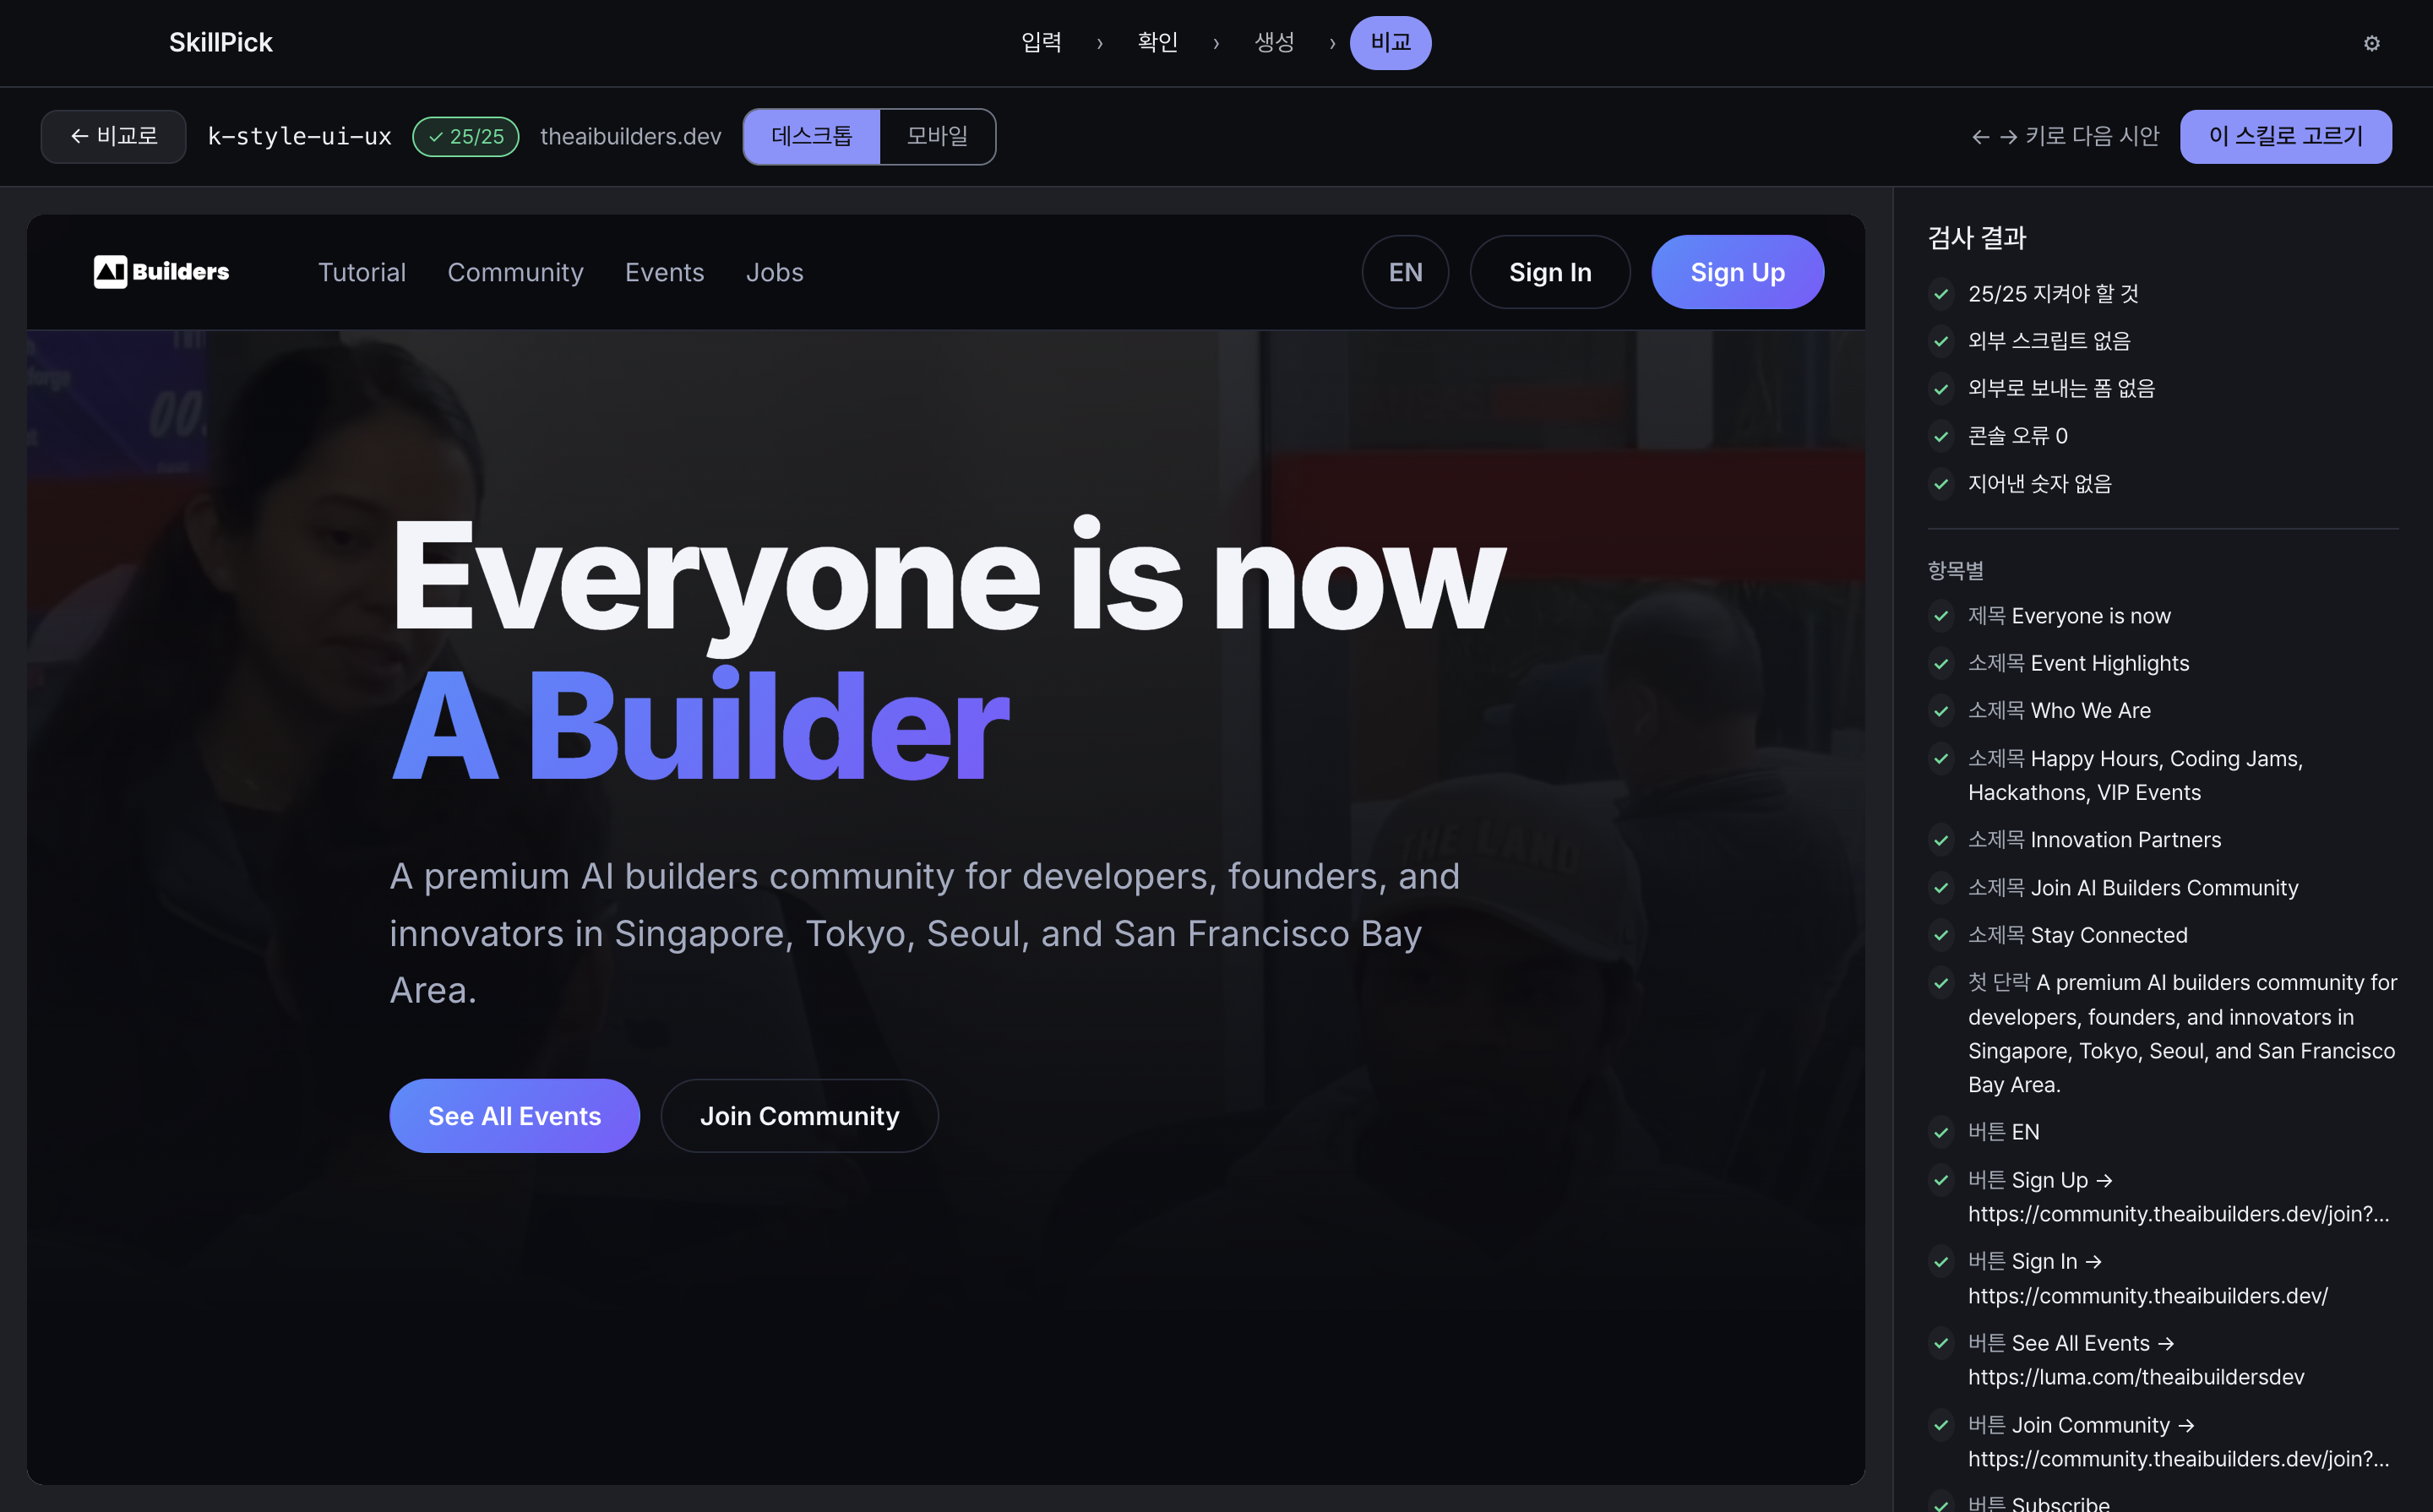 SkillPick
입력 › 확인 › 생성 › 비교
← 비교로 k-style-ui-ux ✓ 25/25 theaibuilders.dev 데스크톱 모바일 ← → 키로 다음 시안 이 스킬로 고르기
AI Builders Tutorial Community Events Jobs EN Sign In Sign Up
00.
Everyone is now
A Builder
THE LAND
A premium AI builders community for developers, founders, and
innovators in Singapore, Tokyo, Seoul, and San Francisco Bay
Area.
See All Events Join Community
검사 결과
25/25 지켜야 할 것
외부 스크립트 없음
외부로 보내는 폼 없음
콘솔 오류 0
지어낸 숫자 없음
항목별
제목 Everyone is now
소제목 Event Highlights
소제목 Who We Are
소제목 Happy Hours, Coding Jams,
Hackathons, VIP Events
소제목 Innovation Partners
소제목 Join AI Builders Community
소제목 Stay Connected
첫 단락 A premium AI builders community for
developers, founders, and innovators in
Singapore, Tokyo, Seoul, and San Francisco
Bay Area.
버튼 EN
버튼 Sign Up →
https://community.theaibuilders.dev/join?...
버튼 Sign In →
https://community.theaibuilders.dev/
버튼 See All Events →
https://luma.com/theaibuildersdev
버튼 Join Community →
https://community.theaibuilders.dev/join?...
버튼 Subscribe